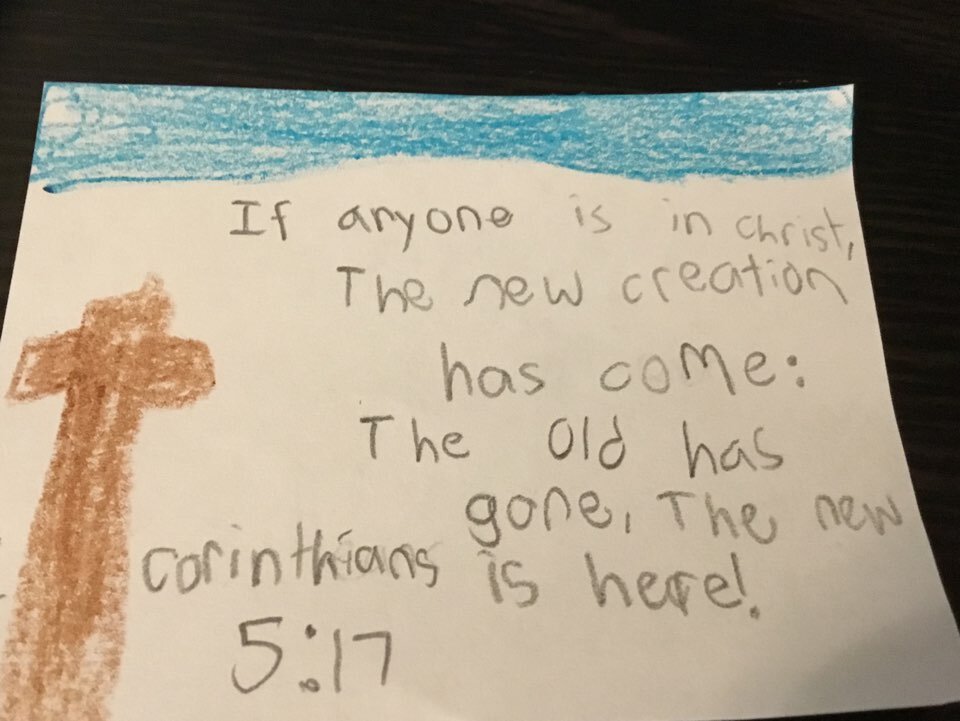 If anyone is in christ,
The new creation
has come:
The old has
gone, The new
is here!
corinthians
5:17